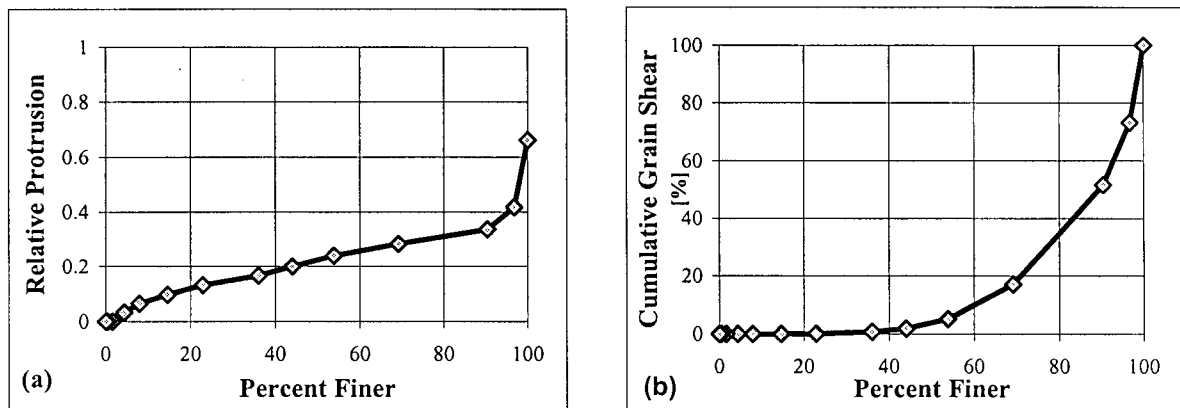 1
0.8
0.6
0.4
0.2
0
Relative Protrusion
0 20 40 60 80 100
Percent Finer
(a)
100
80
60
40
20
0
Cumulative Grain Shear
[%]
0 20 40 60 80 100
Percent Finer
(b)